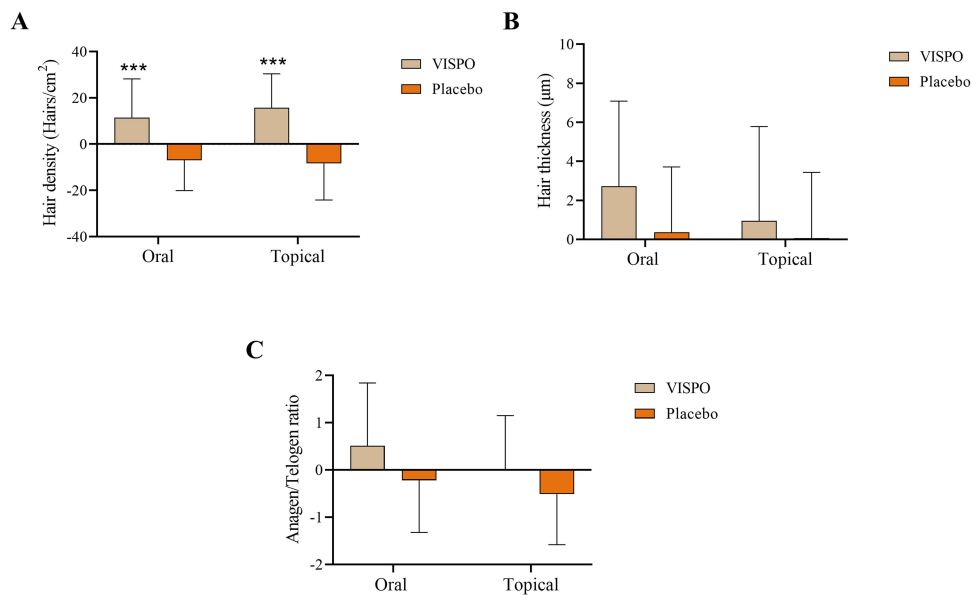 A
Hair density (Hairs/cm²)
40
20
0
-20
-40
***
***
Oral
Topical
VISPO
Placebo
B
Hair thickness (µm)
10
8
6
4
2
0
Oral
Topical
VISPO
Placebo
C
Anagen/Telogen ratio
2
1
0
-1
-2
Oral
Topical
VISPO
Placebo